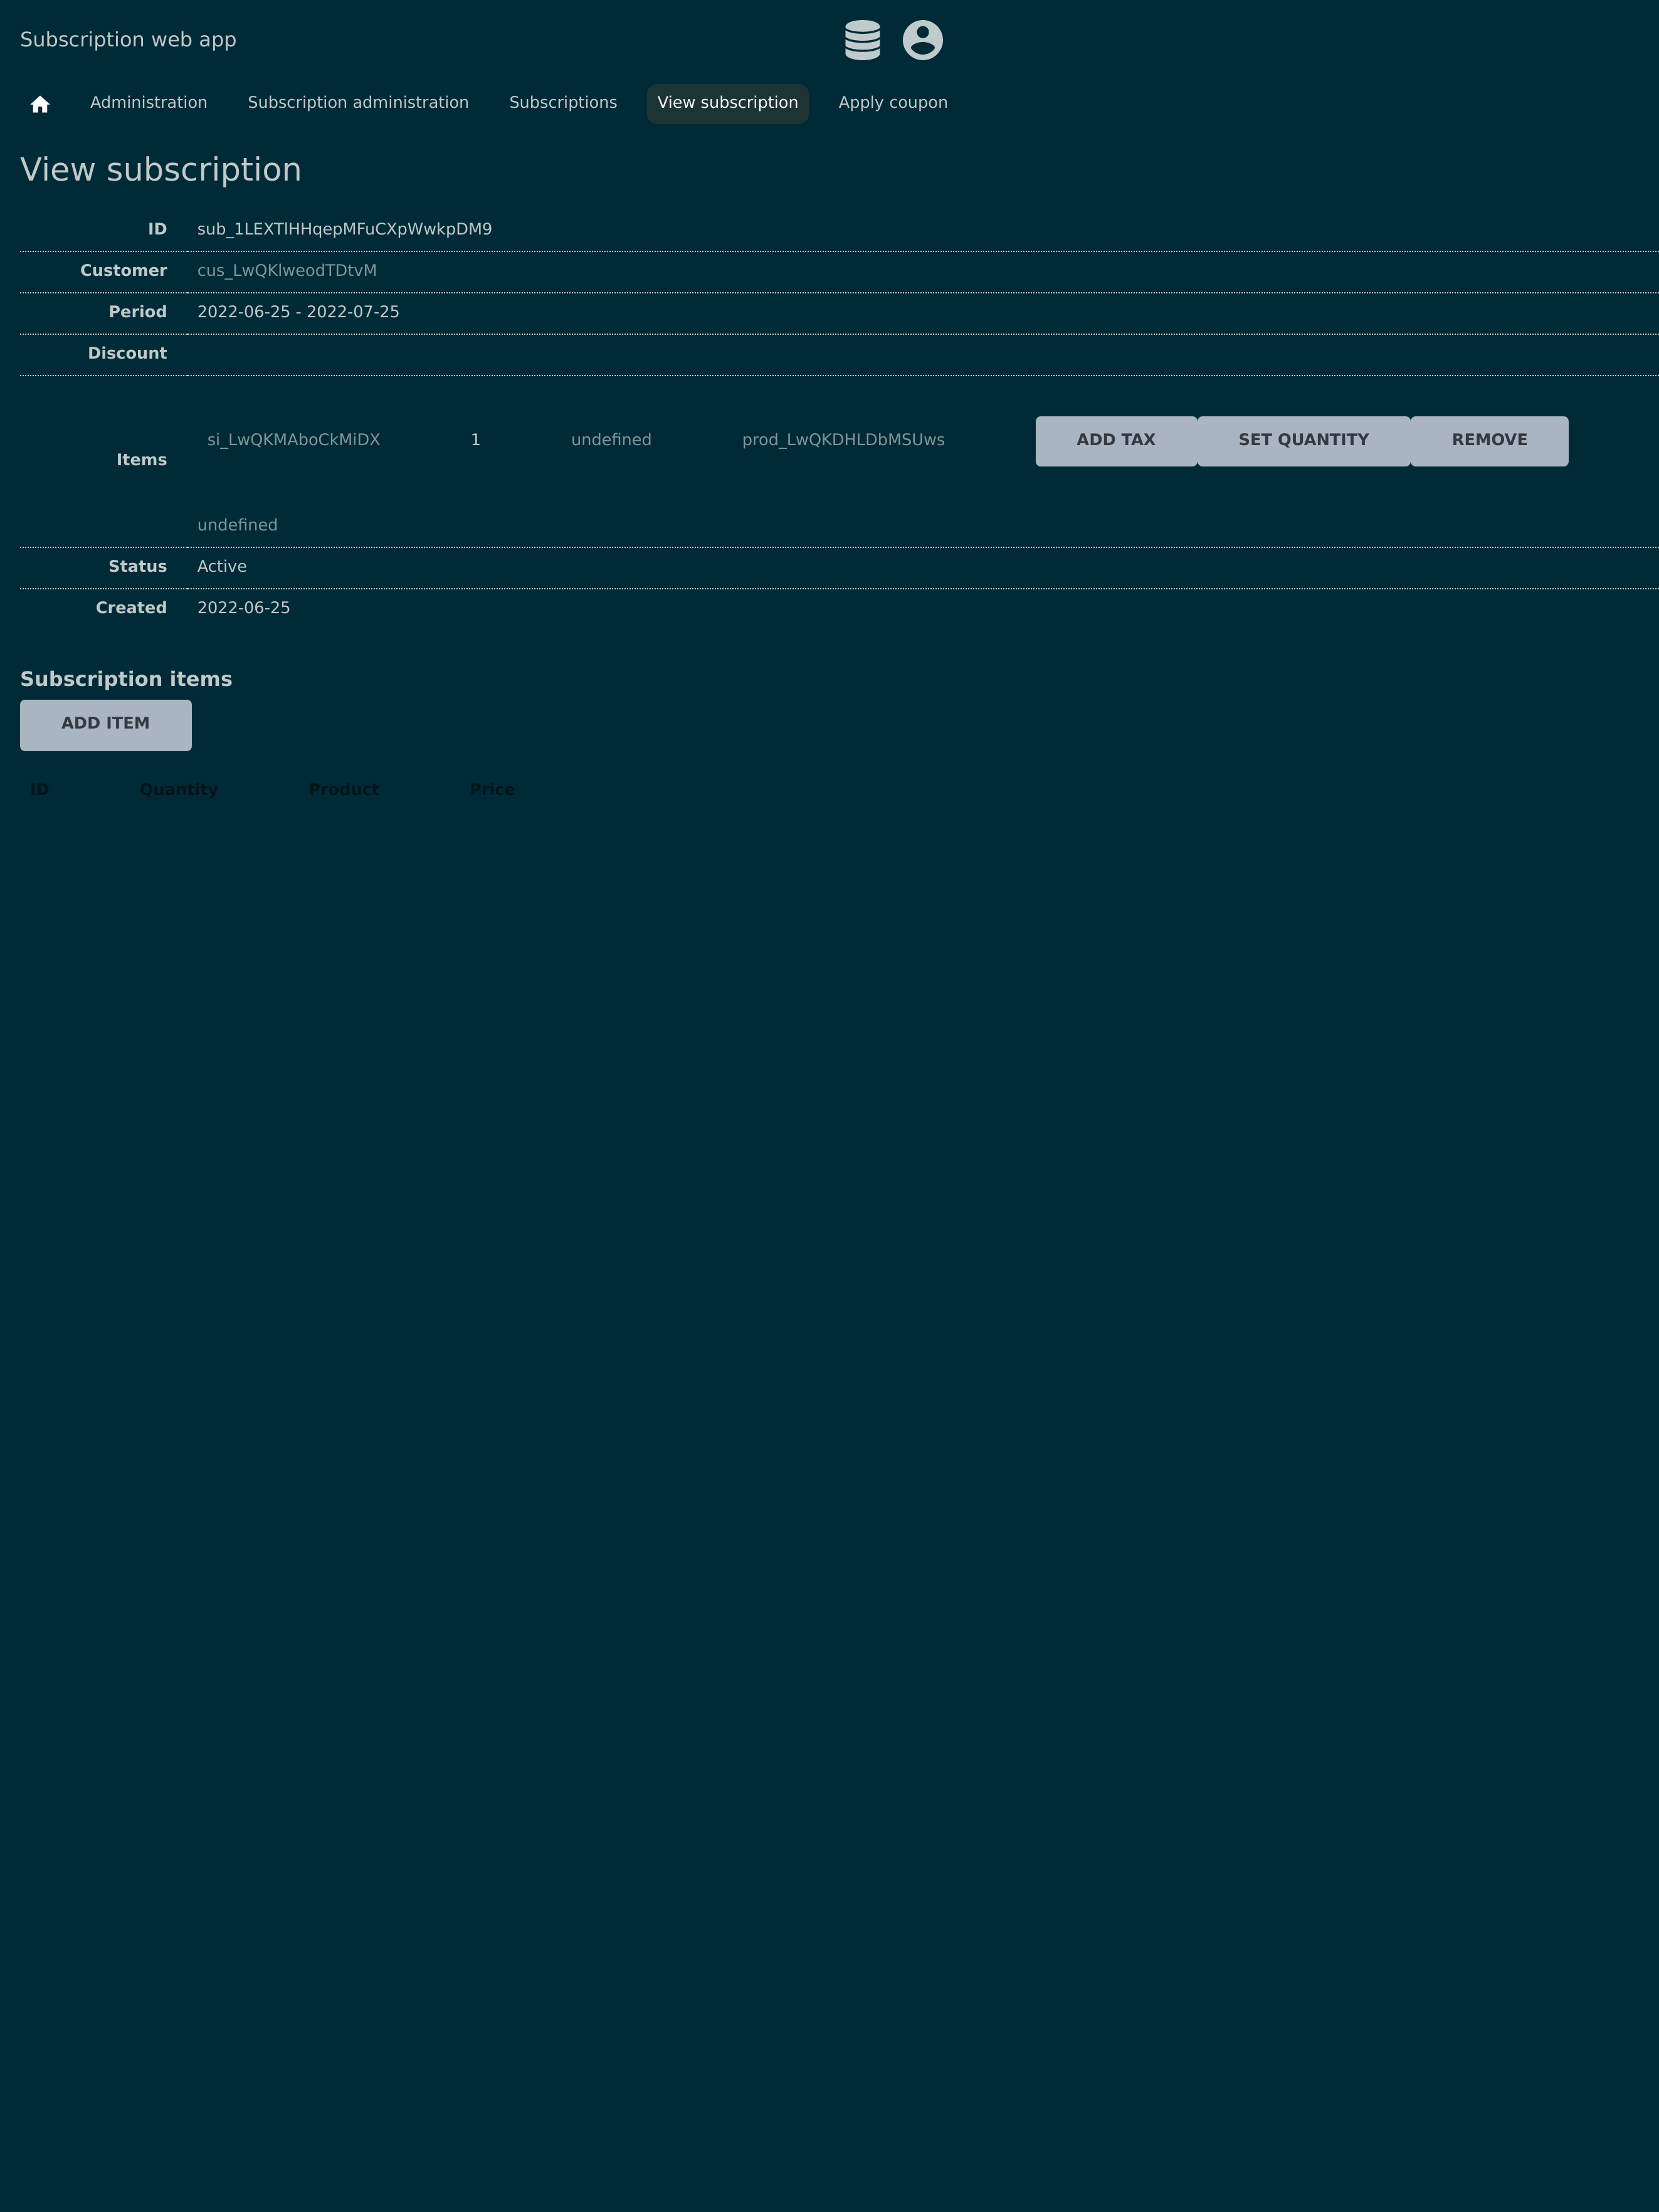 Subscription web app
Administration Subscription administration Subscriptions View subscription Apply coupon
View subscription
ID sub_1LEXTlHHqepMFuCXpWwkpDM9
Customer cus_LwQKlweodTDtvM
Period 2022-06-25 - 2022-07-25
Discount
Items si_LwQKMAboCkMiDX 1 undefined prod_LwQKDHLDbMSUws ADD TAX SET QUANTITY REMOVE
undefined
Status Active
Created 2022-06-25
Subscription items
ADD ITEM
ID Quantity Product Price